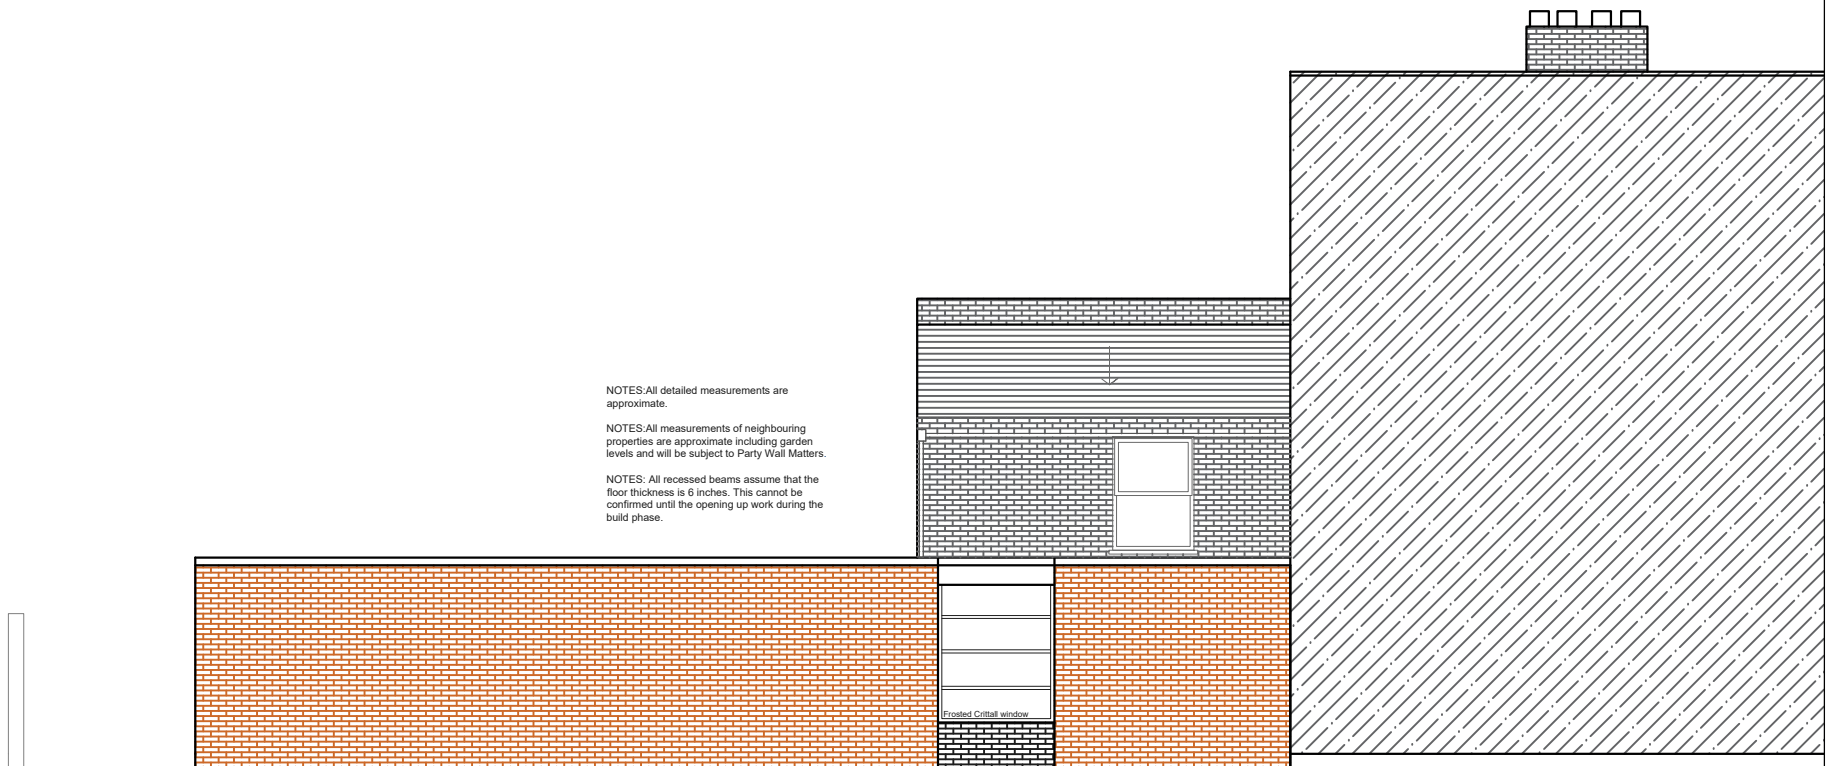 NOTES:All detailed measurements are
approximate.
NOTES:All measurements of neighbouring
properties are approximate including garden
levels and will be subject to Party Wall Matters.
NOTES: All recessed beams assume that the
floor thickness is 6 inches. This cannot be
confirmed until the opening up work during the
build phase.
Frosted Crittall window